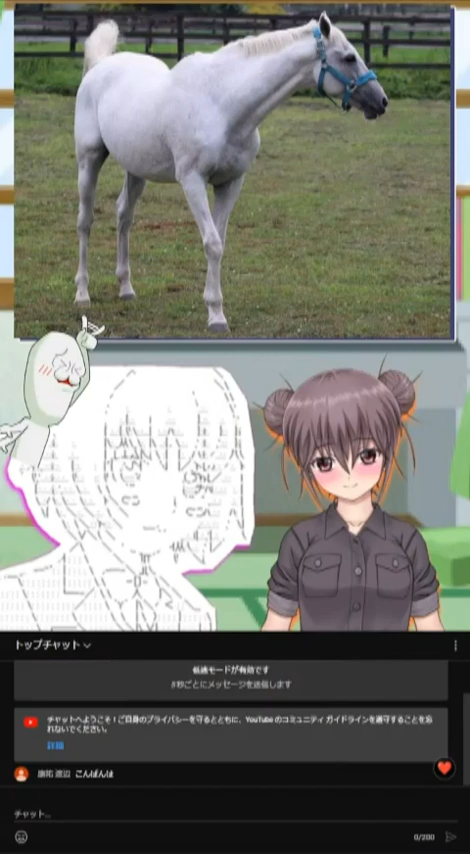 トップチャット
低速モードが有効です
5秒ごとにメッセージを送信します
チャットへようこそ！ご自身のプライバシーを守るとともに、YouTube のコミュニティ ガイドラインを遵守することを忘
れないでください。
詳細
渡辺 こんばんは
チャット...
0/200